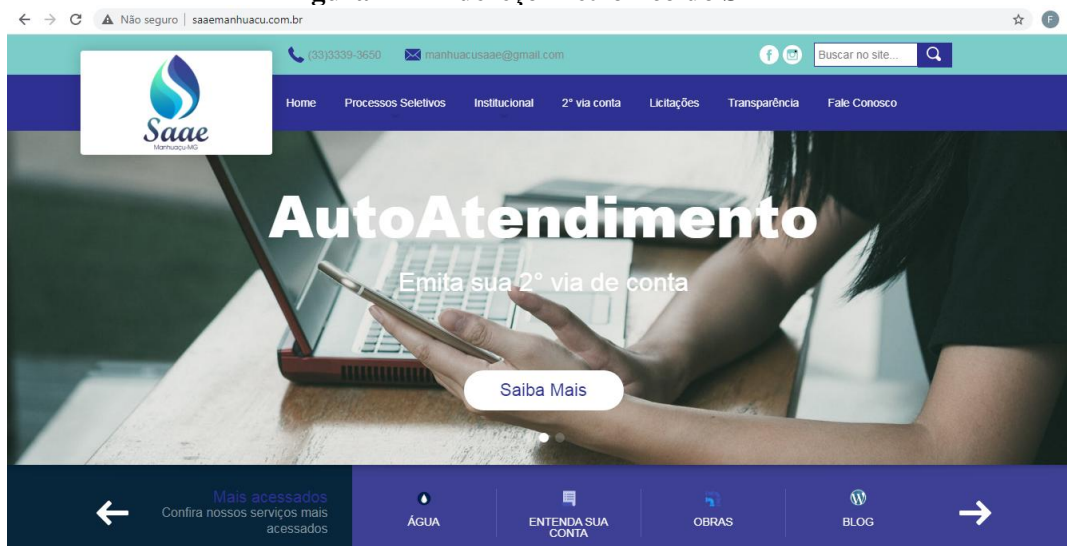 Não seguro | saaemanhuacu.com.br
F
(33)3339-3650 manhuacusaae@gmail.com Buscar no site...
Saae
Manhuaçu-MG
Home Processos Seletivos Institucional 2° via conta Licitações Transparência Fale Conosco
AutoAtendimento
Emita sua 2° via de conta
Saiba Mais
Mais acessados
Confira nossos serviços mais
acessados
ÁGUA
ENTENDA SUA
CONTA
OBRAS
BLOG